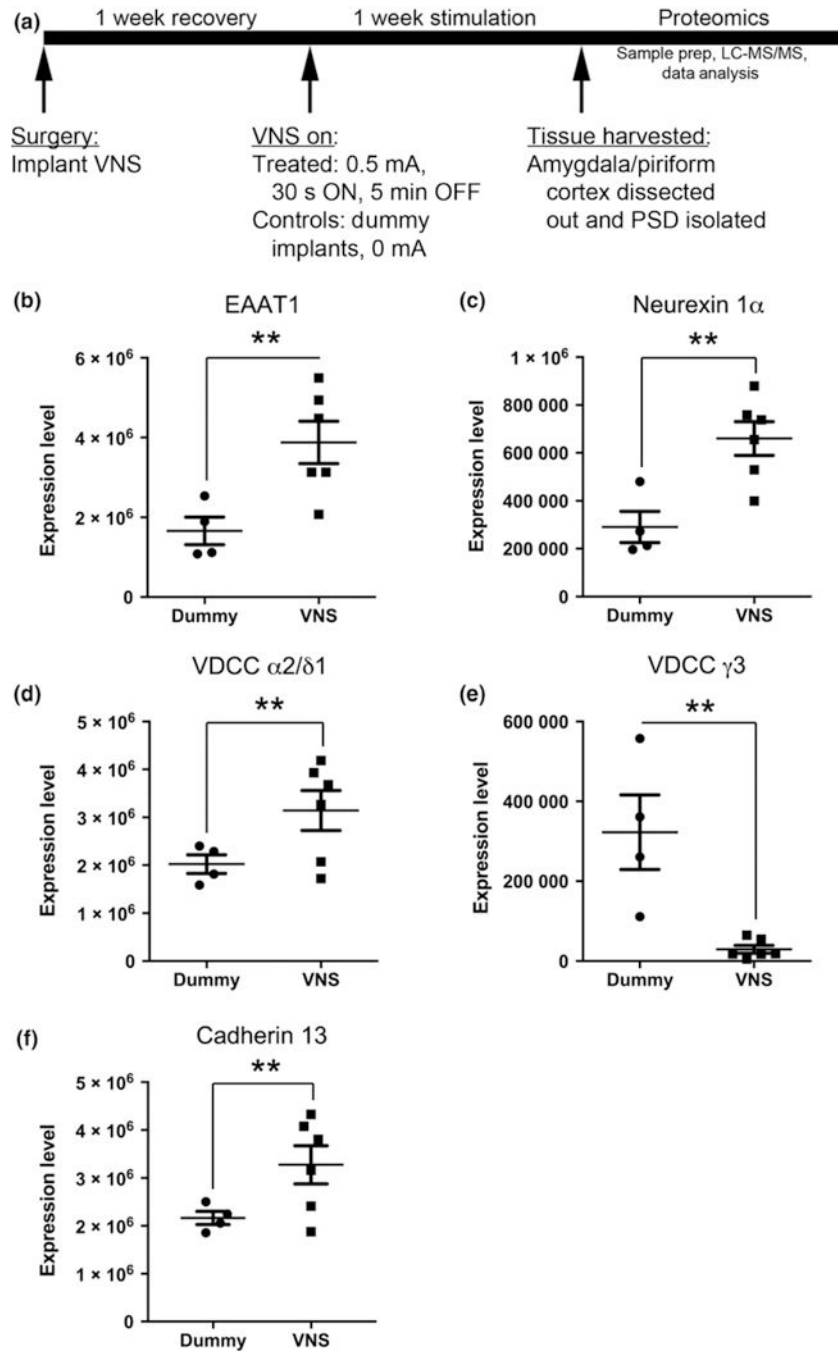 (a)
1 week recovery
1 week stimulation
Proteomics
Sample prep, LC-MS/MS,
data analysis
Surgery:
Implant VNS
VNS on:
Treated: 0.5 mA,
30 s ON, 5 min OFF
Controls: dummy
implants, 0 mA
Tissue harvested:
Amygdala/piriform
cortex dissected
out and PSD isolated
(b)
EAAT1
**
Expression level
6 × 10⁶
4 × 10⁶
2 × 10⁶
0
Dummy
VNS
(c)
Neurexin 1α
**
Expression level
1 × 10⁶
800 000
600 000
400 000
200 000
0
Dummy
VNS
(d)
VDCC α2/δ1
**
Expression level
5 × 10⁶
4 × 10⁶
3 × 10⁶
2 × 10⁶
1 × 10⁶
0
Dummy
VNS
(e)
VDCC γ3
**
Expression level
600 000
400 000
200 000
0
Dummy
VNS
(f)
Cadherin 13
**
Expression level
5 × 10⁶
4 × 10⁶
3 × 10⁶
2 × 10⁶
1 × 10⁶
0
Dummy
VNS